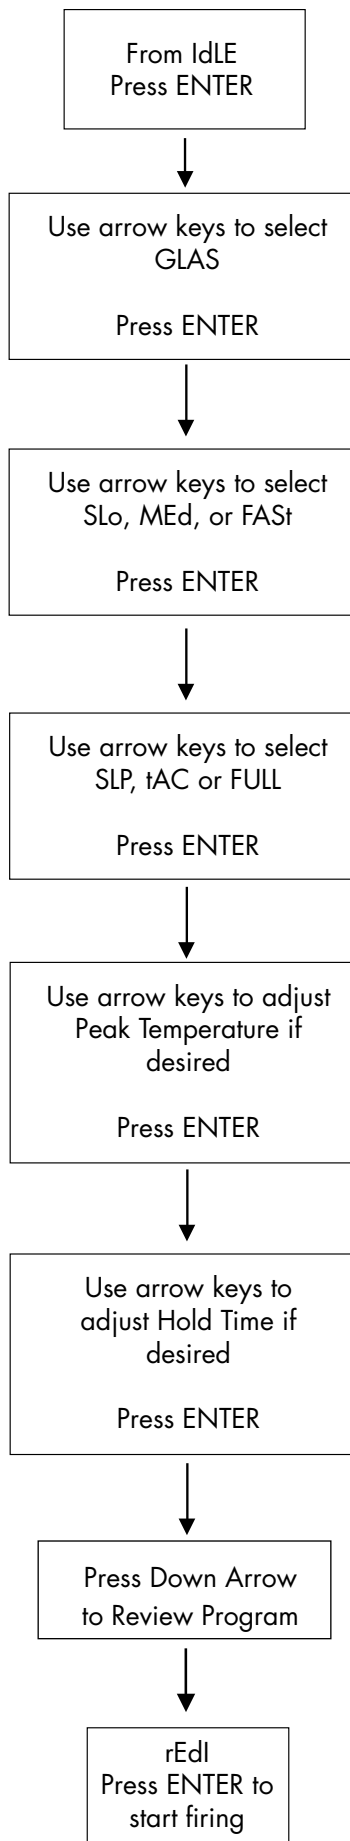 From IdLE
Press ENTER
Use arrow keys to select
GLAS
Press ENTER
Use arrow keys to select
SLo, MEd, or FASt
Press ENTER
Use arrow keys to select
SLP, tAC or FULL
Press ENTER
Use arrow keys to adjust
Peak Temperature if
desired
Press ENTER
Use arrow keys to
adjust Hold Time if
desired
Press ENTER
Press Down Arrow
to Review Program
rEdI
Press ENTER to
start firing